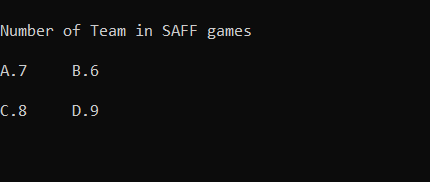 Number of Team in SAFF games
A.7 B.6
C.8 D.9